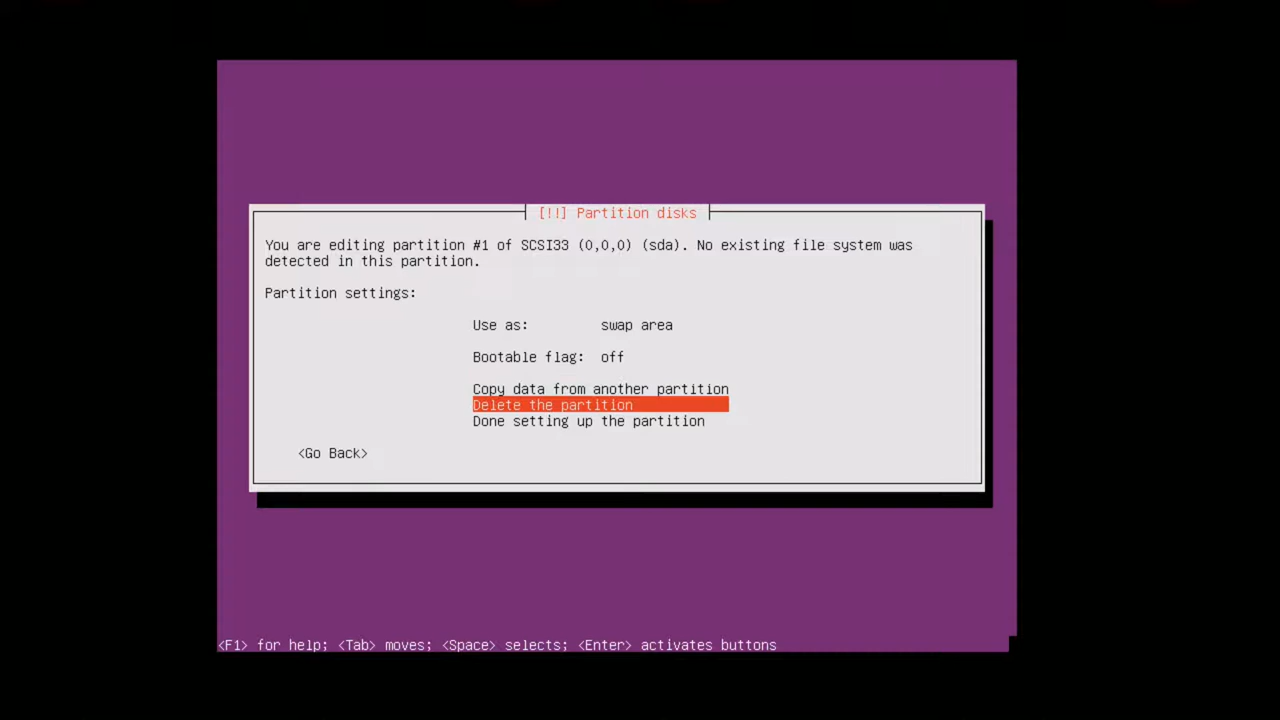 [!!] Partition disks
You are editing partition #1 of SCSI33 (0,0,0) (sda). No existing file system was
detected in this partition.
Partition settings:
Use as: swap area
Bootable flag: off
Copy data from another partition
Delete the partition
Done setting up the partition
<Go Back>
<F1> for help; <Tab> moves; <Space> selects; <Enter> activates buttons